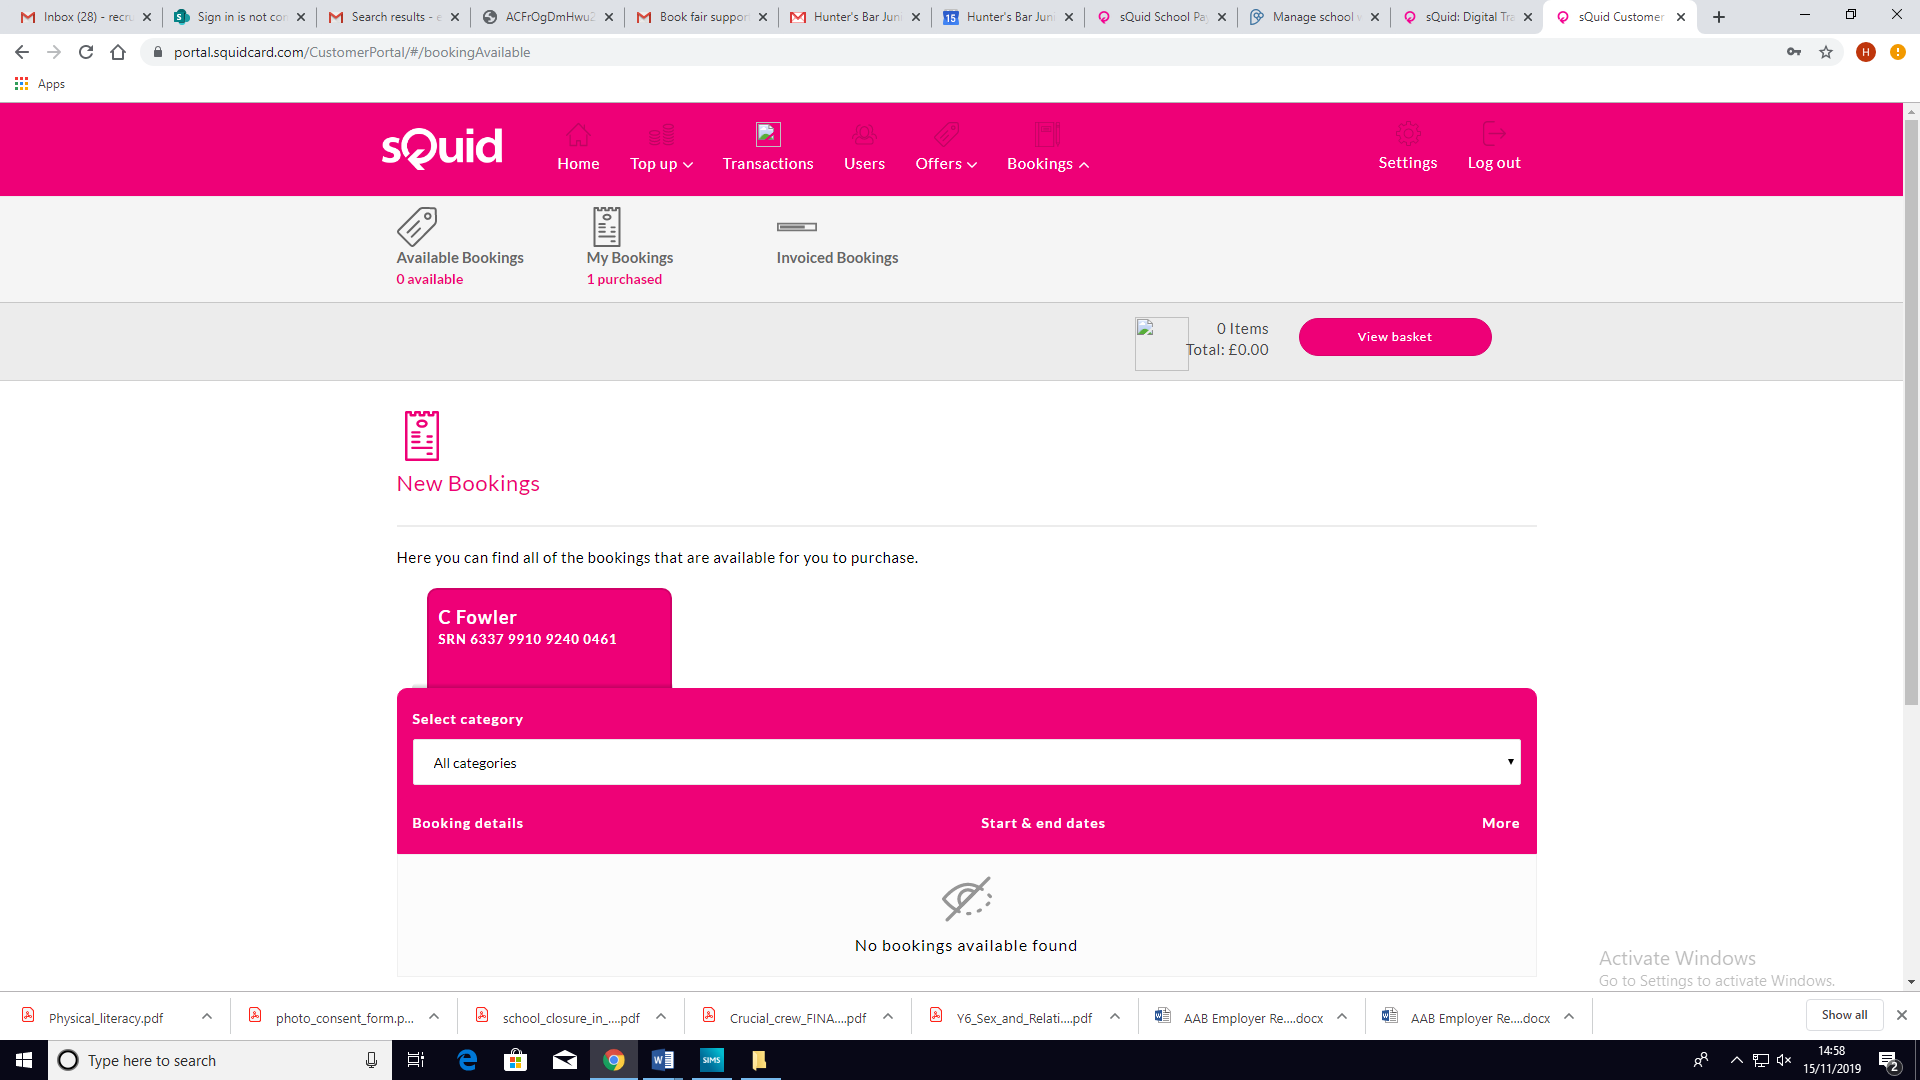 Inbox (28) - recru
Sign in is not con
Search results - e
ACFrOgDmHwu2
Book fair suppor
Hunter's Bar Juni
15
Hunter's Bar Juni
sQuid School Pay
Manage school w
sQuid: Digital Tra
sQuid Customer
portal.squidcard.com/CustomerPortal/#/bookingAvailable
H
Apps
sQuid
Home
Top up
Transactions
Users
Offers
Bookings
Settings
Log out
Available Bookings
0 available
My Bookings
1 purchased
Invoiced Bookings
0 Items
Total: £0.00
View basket
New Bookings
Here you can find all of the bookings that are available for you to purchase.
C Fowler
SRN 6337 9910 9240 0461
Select category
All categories
Booking details
Start & end dates
More
No bookings available found
Activate Windows
Go to Settings to activate Windows.
Physical_literacy.pdf
photo_consent_form.p...
school_closure_in_....pdf
Crucial_crew_FINA....pdf
Y6_Sex_and_Relati....pdf
AAB Employer Re....docx
AAB Employer Re....docx
Show all
Type here to search
SIMS
14:58
15/11/2019
2